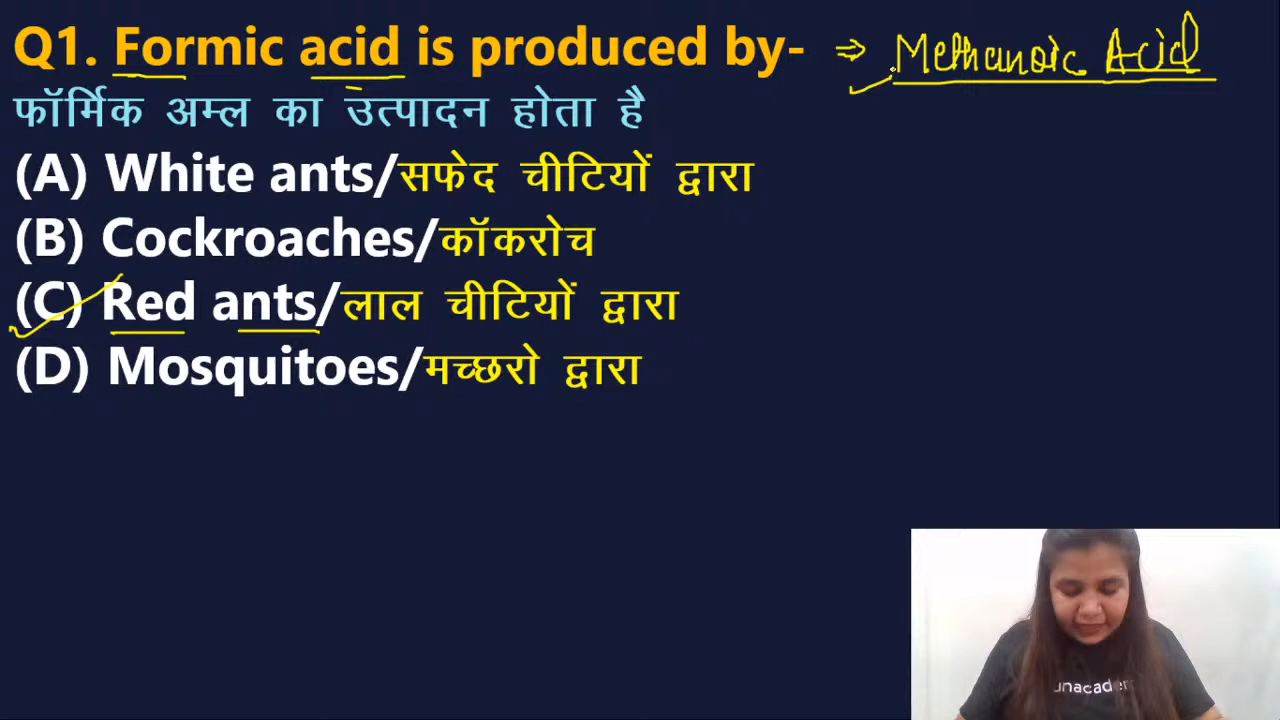 Q1. Formic acid is produced by- ⇒ Methanoic Acid
फॉर्मिक अम्ल का उत्पादन होता है
(A) White ants/सफेद चीटियों द्वारा
(B) Cockroaches/कॉकरोच
(C) Red ants/लाल चीटियों द्वारा
(D) Mosquitoes/मच्छरो द्वारा
unacadem